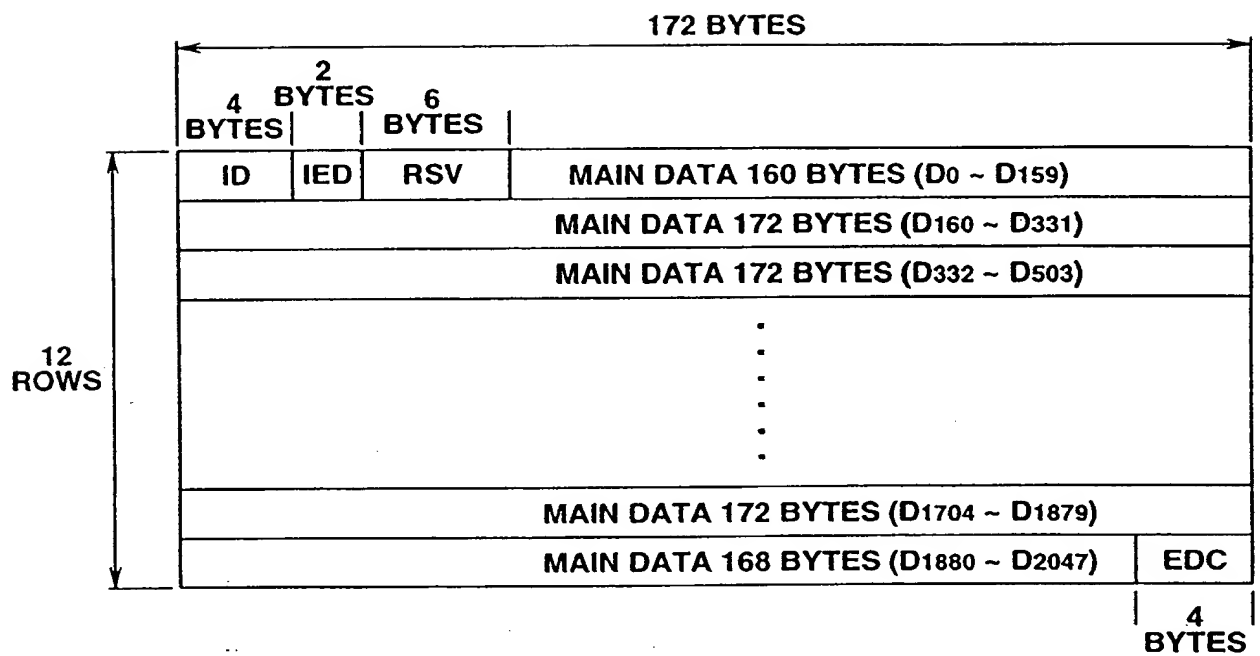 172 BYTES
4 BYTES
2 BYTES
6 BYTES
ID IED RSV MAIN DATA 160 BYTES (D0 ~ D159)
MAIN DATA 172 BYTES (D160 ~ D331)
MAIN DATA 172 BYTES (D332 ~ D503)
12 ROWS
MAIN DATA 172 BYTES (D1704 ~ D1879)
MAIN DATA 168 BYTES (D1880 ~ D2047) EDC
4 BYTES